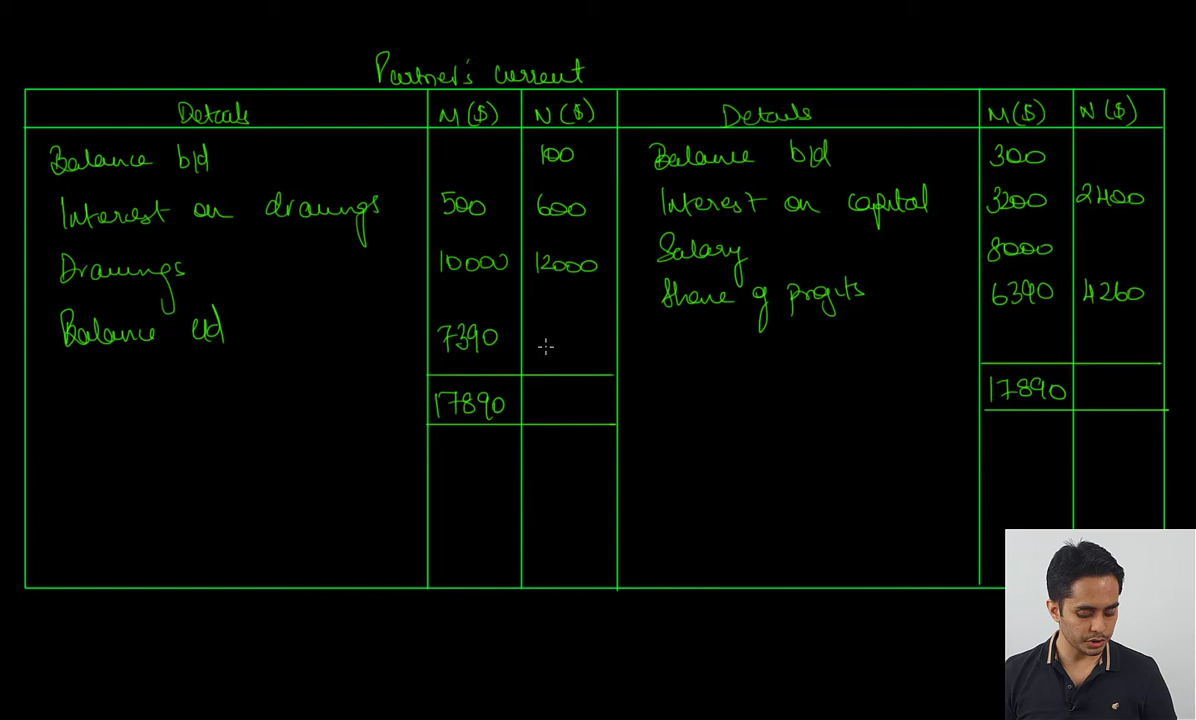 Partner's current
Details M ($) N ($) Details M ($) N ($)
Balance b/d 100 Balance b/d 300
Interest on drawings 500 600 Interest on capital 3200 2400
Drawings 10000 12000 Salary 8000
Share of profits 6390 4260
Balance c/d 7390
17890 17890